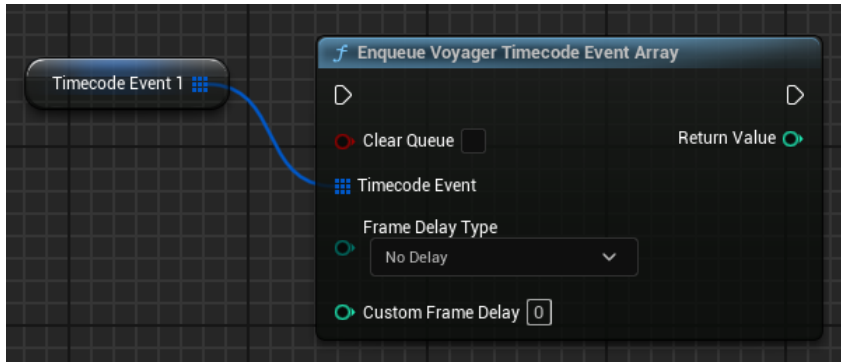 Timecode Event 1
Enqueue Voyager Timecode Event Array
Clear Queue
Return Value
Timecode Event
Frame Delay Type
No Delay
Custom Frame Delay 0